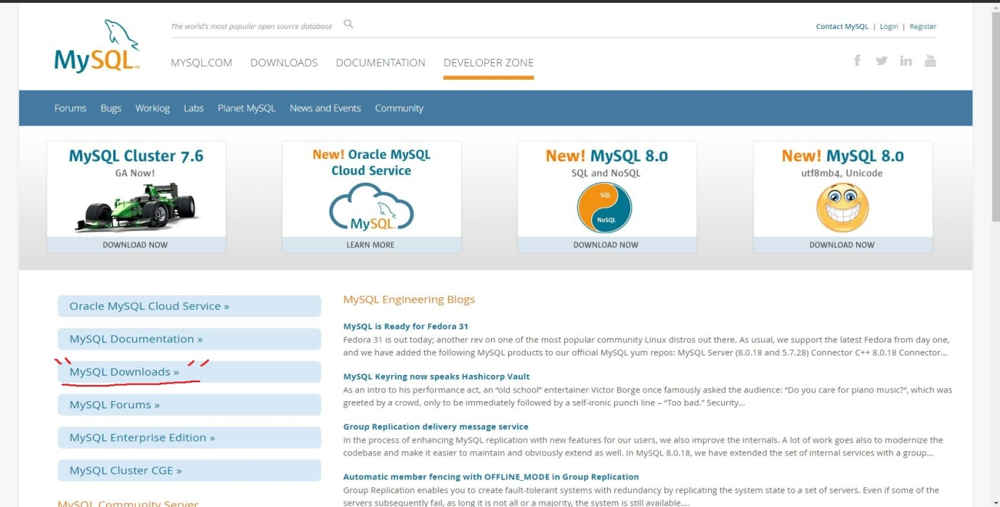 The world's most popular open source database
Contact MySQL | Login | Register
MySQL™
MYSQL.COM DOWNLOADS DOCUMENTATION DEVELOPER ZONE
Forums Bugs Worklog Labs Planet MySQL News and Events Community
MySQL Cluster 7.6
GA Now!
DOWNLOAD NOW
New! Oracle MySQL
Cloud Service
MySQL
LEARN MORE
New! MySQL 8.0
SQL and NoSQL
SQL
NoSQL
DOWNLOAD NOW
New! MySQL 8.0
utf8mb4, Unicode
DOWNLOAD NOW
Oracle MySQL Cloud Service »
MySQL Documentation »
MySQL Downloads »
MySQL Forums »
MySQL Enterprise Edition »
MySQL Cluster CGE »
MySQL Community Server
MySQL Engineering Blogs
MySQL is Ready for Fedora 31
Fedora 31 is out today; another rev on one of the most popular community Linux distros out there. As usual, we support the latest Fedora from day one,
and we have added the following MySQL products to our official MySQL yum repos: MySQL Server (8.0.18 and 5.7.28) Connector C++ 8.0.18 Connector...
MySQL Keyring now speaks Hashicorp Vault
As an intro to his performance act, an “old school” entertainer Victor Borge once famously asked the audience: “Do you care for piano music?“, which was
greeted by a crowd, only to be immediately followed by a self-ironic punch line – “Too bad.” Security...
Group Replication delivery message service
In the process of enhancing MySQL replication with new features for our users, we also improve the internals. A lot of work goes also to modernize the
codebase and make it easier to maintain and obviously extend as well. In MySQL 8.0.18, we have extended the set of internal services with a group...
Automatic member fencing with OFFLINE_MODE in Group Replication
Group Replication enables you to create fault-tolerant systems with redundancy by replicating the system state to a set of servers. Even if some of the
servers subsequently fail, as long it is not all or a majority, the system is still available....